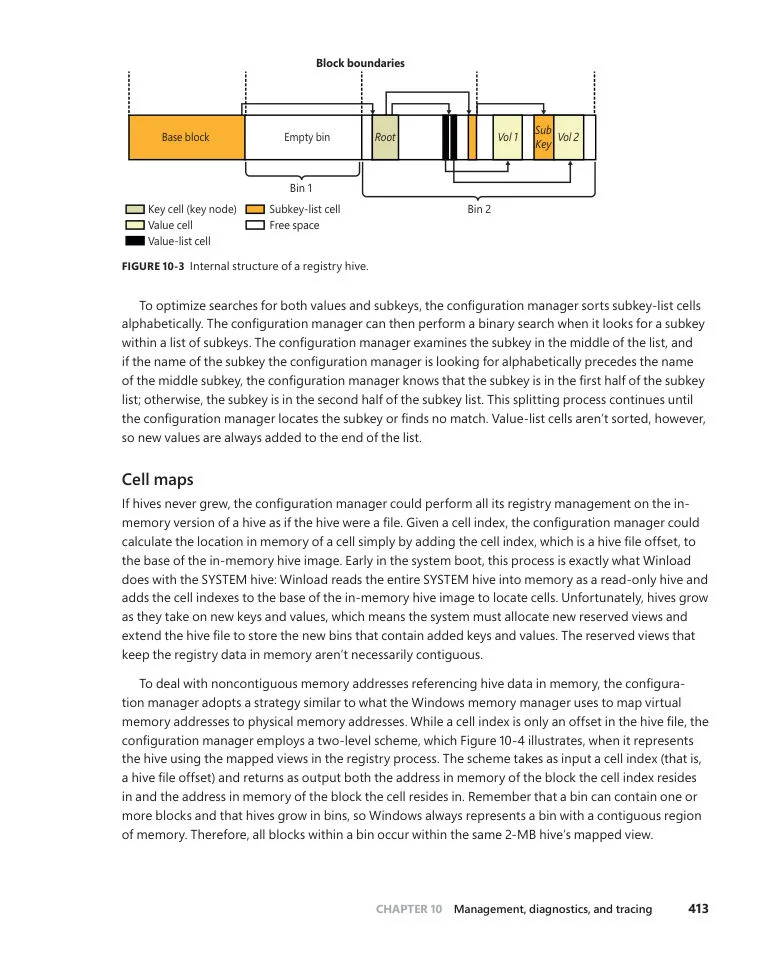 Block boundaries
Base block
Empty bin
Root
Vol 1
Sub
Key
Vol 2
Bin 1
Bin 2
Key cell (key node)
Subkey-list cell
Value cell
Free space
Value-list cell
FIGURE 10-3 Internal structure of a registry hive.
To optimize searches for both values and subkeys, the configuration manager sorts subkey-list cells
alphabetically. The configuration manager can then perform a binary search when it looks for a subkey
within a list of subkeys. The configuration manager examines the subkey in the middle of the list, and
if the name of the subkey the configuration manager is looking for alphabetically precedes the name
of the middle subkey, the configuration manager knows that the subkey is in the first half of the subkey
list; otherwise, the subkey is in the second half of the subkey list. This splitting process continues until
the configuration manager locates the subkey or finds no match. Value-list cells aren’t sorted, however,
so new values are always added to the end of the list.
Cell maps
If hives never grew, the configuration manager could perform all its registry management on the in-
memory version of a hive as if the hive were a file. Given a cell index, the configuration manager could
calculate the location in memory of a cell simply by adding the cell index, which is a hive file offset, to
the base of the in-memory hive image. Early in the system boot, this process is exactly what Winload
does with the SYSTEM hive: Winload reads the entire SYSTEM hive into memory as a read-only hive and
adds the cell indexes to the base of the in-memory hive image to locate cells. Unfortunately, hives grow
as they take on new keys and values, which means the system must allocate new reserved views and
extend the hive file to store the new bins that contain added keys and values. The reserved views that
keep the registry data in memory aren’t necessarily contiguous.
To deal with noncontiguous memory addresses referencing hive data in memory, the configura-
tion manager adopts a strategy similar to what the Windows memory manager uses to map virtual
memory addresses to physical memory addresses. While a cell index is only an offset in the hive file, the
configuration manager employs a two-level scheme, which Figure 10-4 illustrates, when it represents
the hive using the mapped views in the registry process. The scheme takes as input a cell index (that is,
a hive file offset) and returns as output both the address in memory of the block the cell index resides
in and the address in memory of the block the cell resides in. Remember that a bin can contain one or
more blocks and that hives grow in bins, so Windows always represents a bin with a contiguous region
of memory. Therefore, all blocks within a bin occur within the same 2-MB hive’s mapped view.
CHAPTER 10 Management, diagnostics, and tracing 413